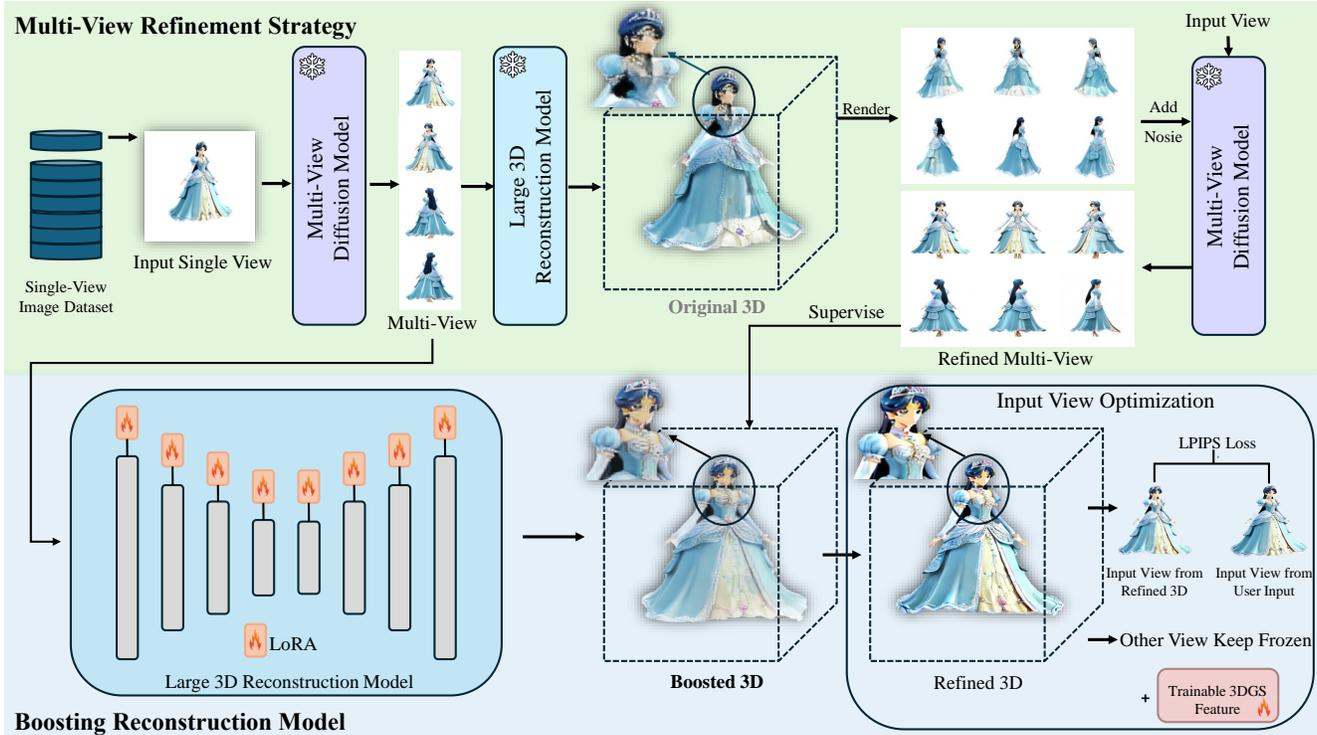 Multi-View Refinement Strategy
Input View
Single-View
Image Dataset
Input Single View
Multi-View
Diffusion Model
Multi-View
Large 3D
Reconstruction Model
Original 3D
Render
Add
Nosie
Multi-View
Diffusion Model
Supervise
Refined Multi-View
LoRA
Large 3D Reconstruction Model
Boosting Reconstruction Model
Boosted 3D
Input View Optimization
Refined 3D
LPIPS Loss
Input View from
Refined 3D
Input View from
User Input
Other View Keep Frozen
+
Trainable 3DGS
Feature